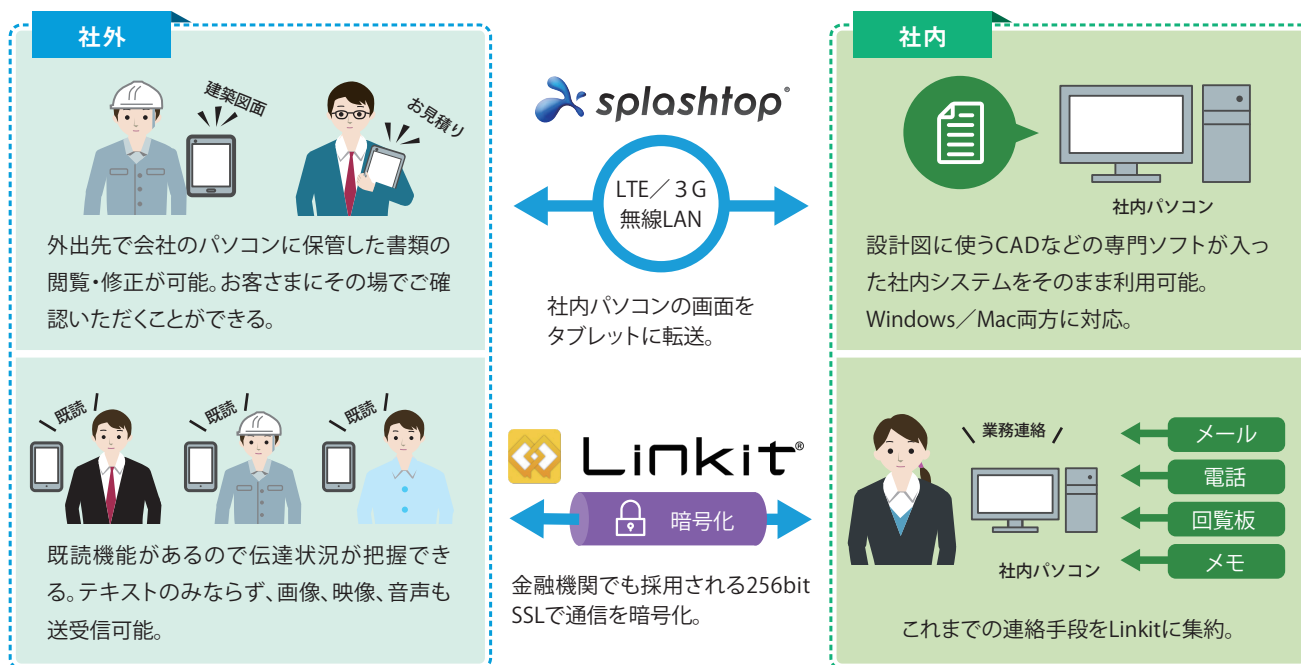 社外
建築図面
お見積り
外出先で会社のパソコンに保管した書類の
閲覧・修正が可能。お客さまにその場でご確
認いただくことができる。
splashtop®
LTE／３G
無線LAN
社内パソコンの画面を
タブレットに転送。
社内
社内パソコン
設計図に使うCADなどの専門ソフトが入っ
た社内システムをそのまま利用可能。
Windows／Mac両方に対応。
既読
既読
既読
既読機能があるので伝達状況が把握でき
る。テキストのみならず、画像、映像、音声も
送受信可能。
Linkit®
暗号化
金融機関でも採用される256bit
SSLで通信を暗号化。
業務連絡
社内パソコン
メール
電話
回覧板
メモ
これまでの連絡手段をLinkitに集約。